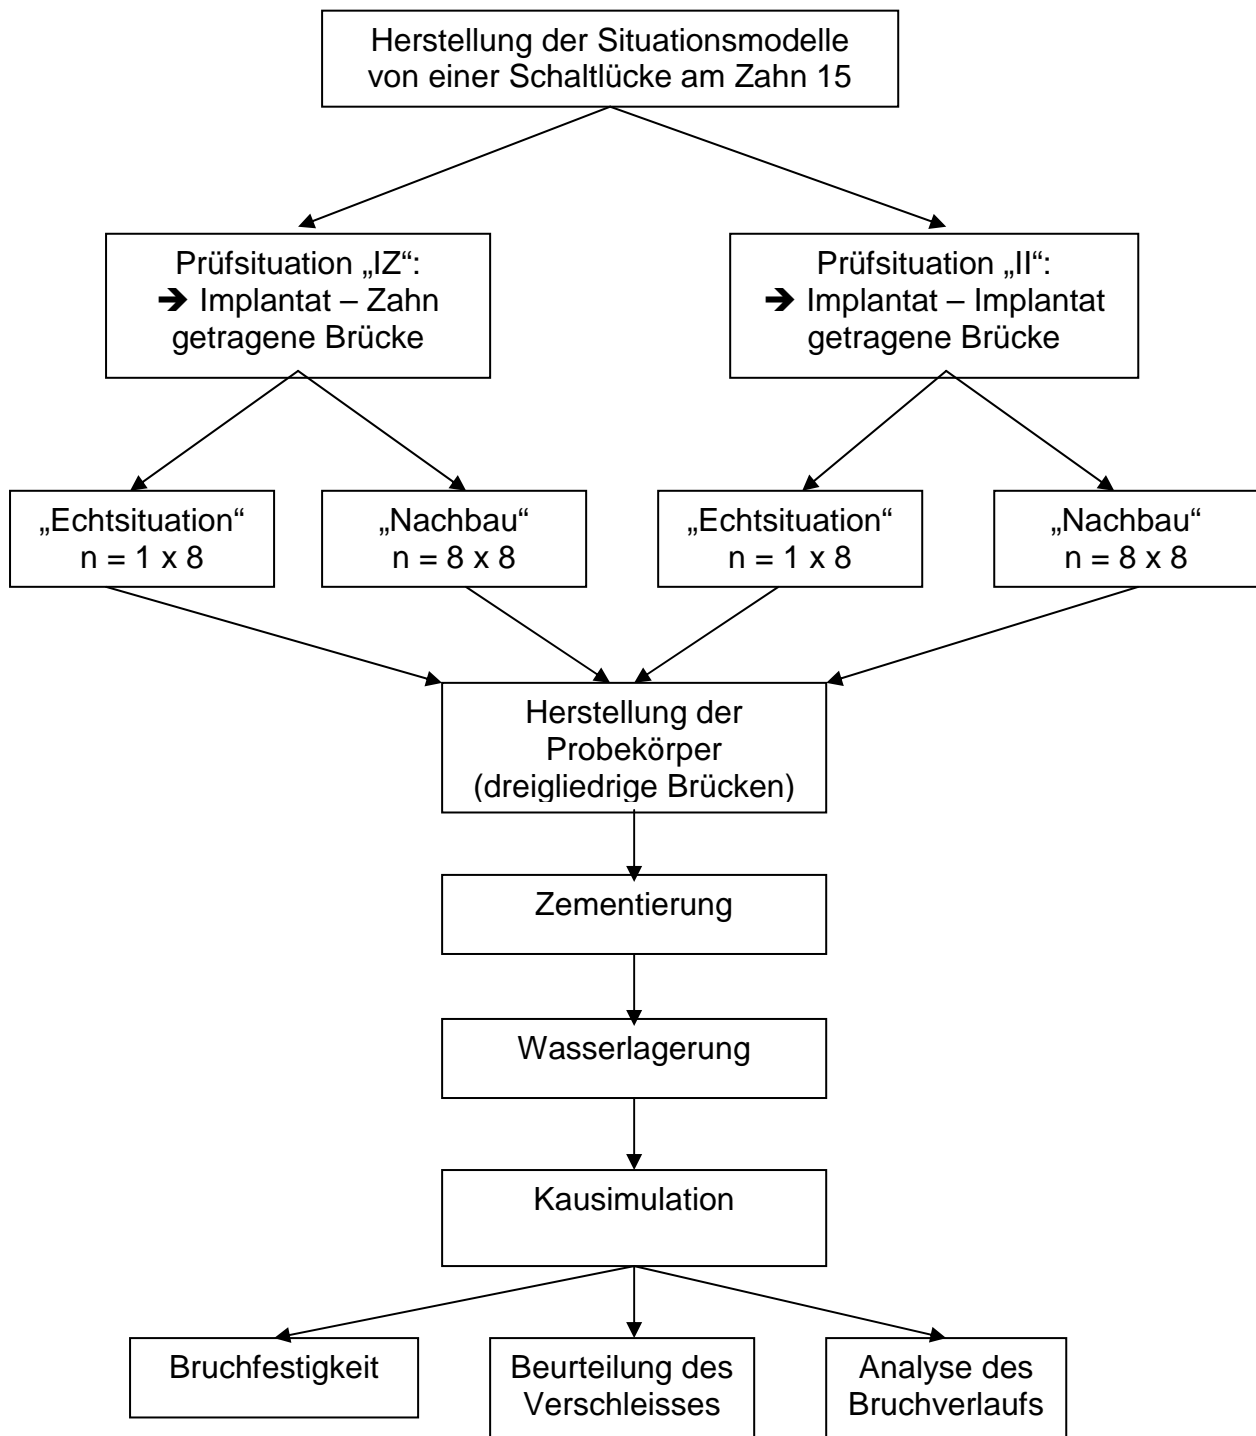 Herstellung der Situationsmodelle
von einer Schaltlücke am Zahn 15
Prüfsituation „IZ“:
➔ Implantat – Zahn
getragene Brücke
Prüfsituation „II“:
➔ Implantat – Implantat
getragene Brücke
„Echtsituation“
n = 1 x 8
„Nachbau“
n = 8 x 8
„Echtsituation“
n = 1 x 8
„Nachbau“
n = 8 x 8
Herstellung der
Probekörper
(dreigliedrige Brücken)
Zementierung
Wasserlagerung
Kausimulation
Bruchfestigkeit
Beurteilung des
Verschleisses
Analyse des
Bruchverlaufs